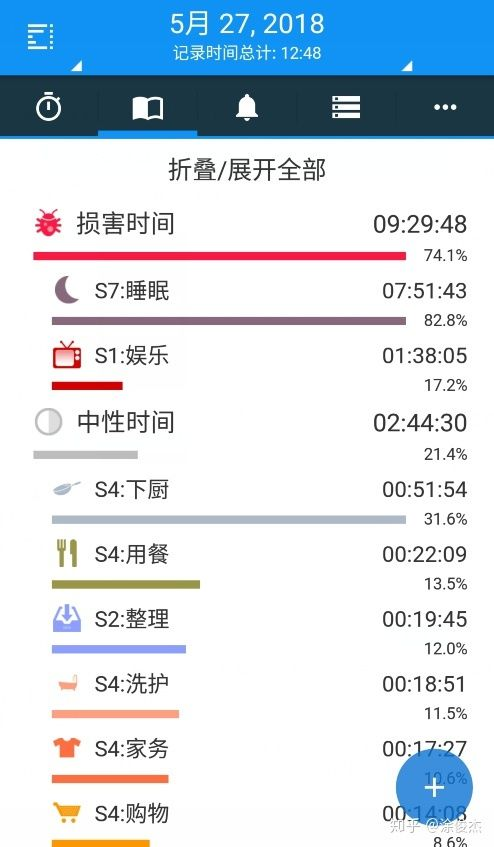 5月 27, 2018
记录时间总计: 12:48
折叠/展开全部
损害时间 09:29:48
74.1%
S7:睡眠 07:51:43
82.8%
S1:娱乐 01:38:05
17.2%
中性时间 02:44:30
21.4%
S4:下厨 00:51:54
31.6%
S4:用餐 00:22:09
13.5%
S2:整理 00:19:45
12.0%
S4:洗护 00:18:51
11.5%
S4:家务 00:17:27
10.6%
S4:购物 00:14:08
8.6%
知乎 @涂俊杰